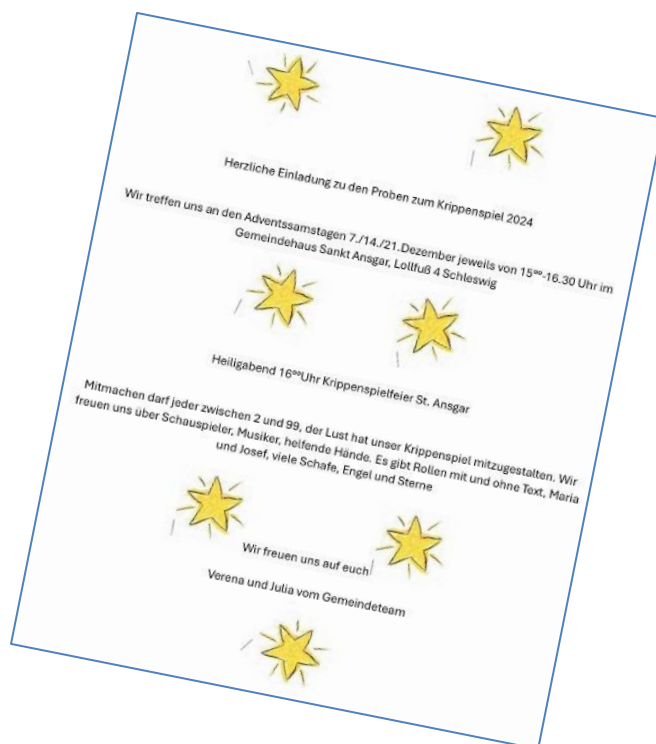 Herzliche Einladung zu den Proben zum Krippenspiel 2024
Wir treffen uns an den Adventssamstagen 7./14./21.Dezember jeweils von 15⁰⁰-16.30 Uhr im
Gemeindehaus Sankt Ansgar, Lollfuß 4 Schleswig
Heiligabend 16⁰⁰Uhr Krippenspielfeier St. Ansgar
Mitmachen darf jeder zwischen 2 und 99, der Lust hat unser Krippenspiel mitzugestalten. Wir
freuen uns über Schauspieler, Musiker, helfende Hände. Es gibt Rollen mit und ohne Text, Maria
und Josef, viele Schafe, Engel und Sterne
Wir freuen uns auf euch
Verena und Julia vom Gemeindeteam